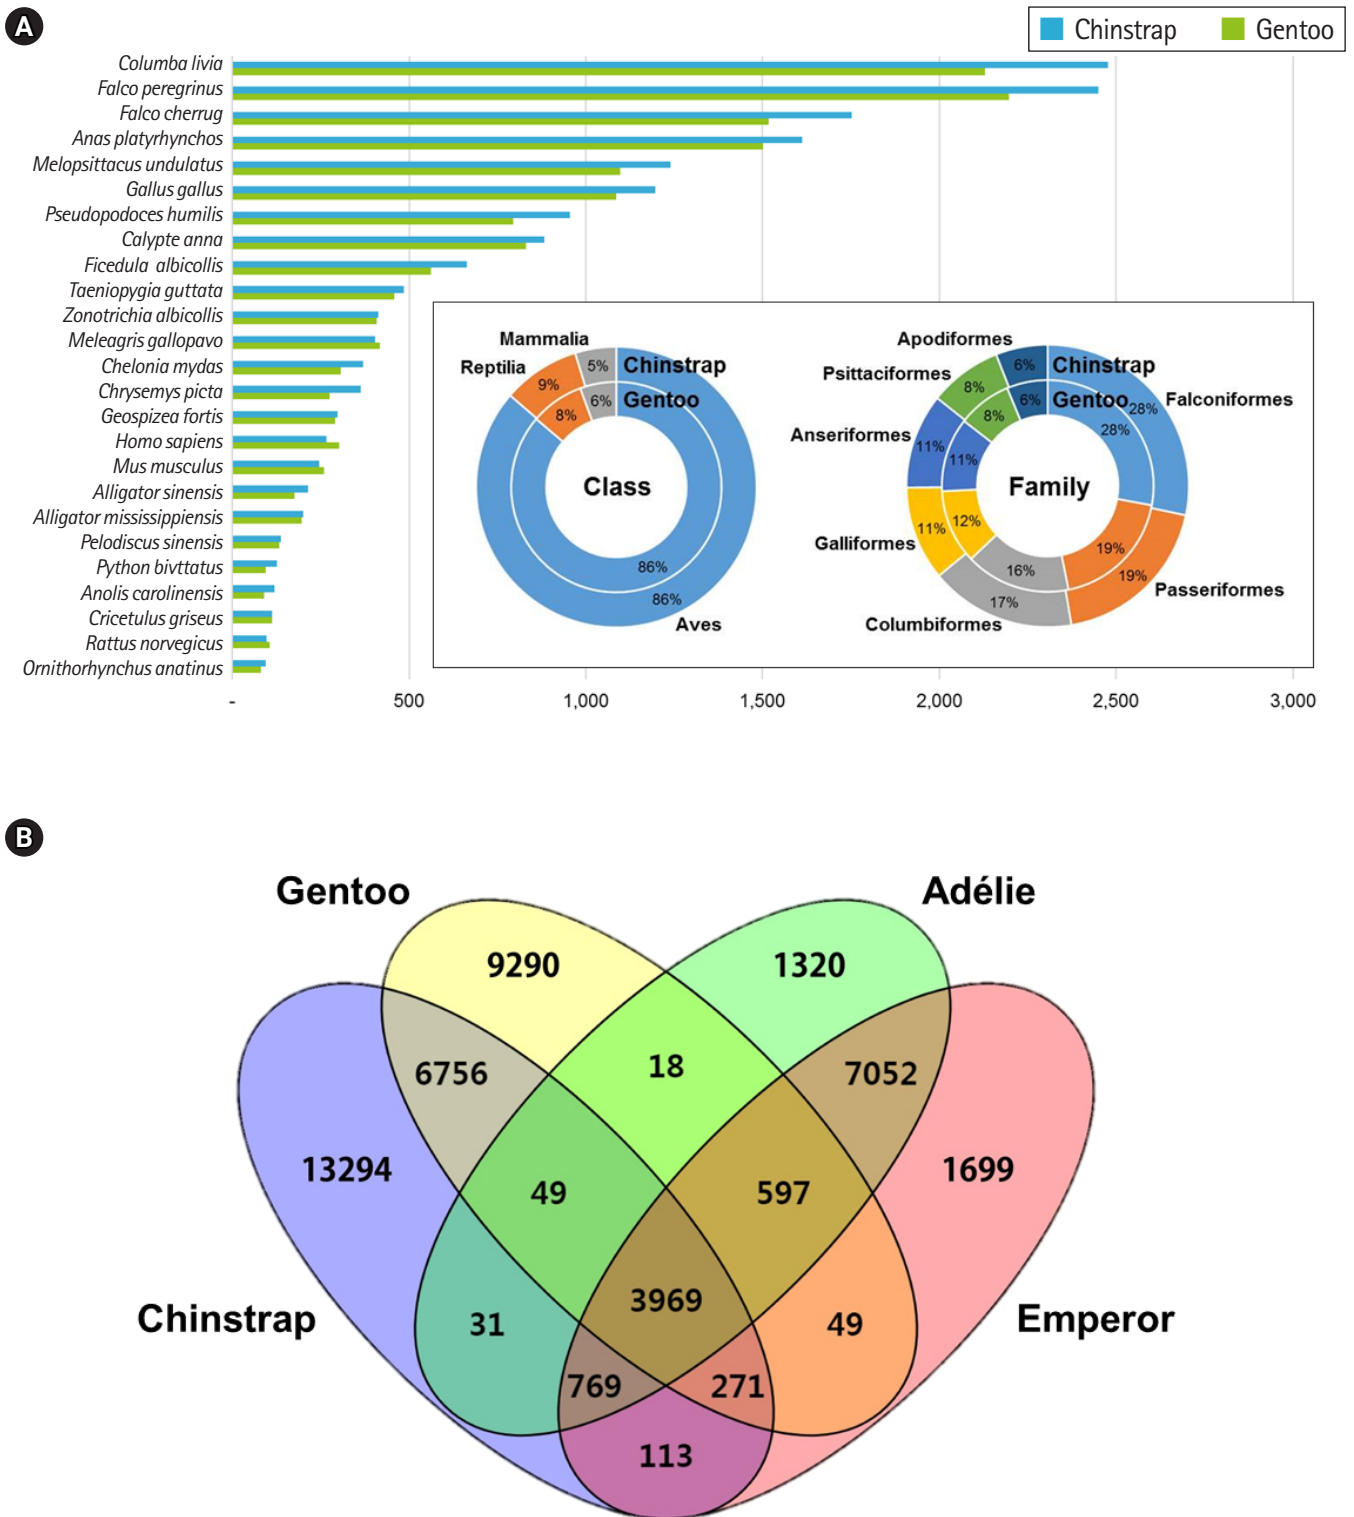 A
Chinstrap Gentoo
Columba livia
Falco peregrinus
Falco cherrug
Anas platyrhynchos
Melopsittacus undulatus
Gallus gallus
Pseudopodoces humilis
Calypte anna
Ficedula albicollis
Taeniopygia guttata
Zonotrichia albicollis
Meleagris gallopavo
Chelonia mydas
Chrysemys picta
Geospizea fortis
Homo sapiens
Mus musculus
Alligator sinensis
Alligator mississippiensis
Pelodiscus sinensis
Python bivttatus
Anolis carolinensis
Cricetulus griseus
Rattus norvegicus
Ornithorhynchus anatinus
- 500 1,000 1,500 2,000 2,500 3,000
Mammalia
Reptilia
5% Chinstrap
9%
6% Gentoo
8%
Class
86%
86%
Aves
Apodiformes
6% Chinstrap
Psittaciformes
8%
6% Gentoo
28% Falconiformes
8%
28%
Anseriformes
11%
11%
Family
Galliformes
11%
12%
19%
16%
19%
Passeriformes
17%
Columbiformes
B
Gentoo Adélie
9290 1320
6756 18 7052
13294 49 597 1699
3969
Chinstrap 31 49 Emperor
769 271
113